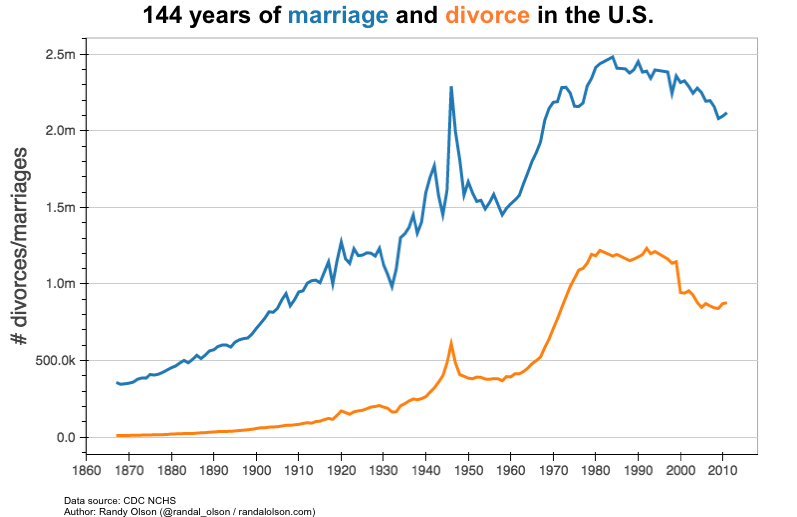 144 years of marriage and divorce in the U.S.
# divorces/marriages
2.5m
2.0m
1.5m
1.0m
500.0k
0.0
1860 1870 1880 1890 1900 1910 1920 1930 1940 1950 1960 1970 1980 1990 2000 2010
Data source: CDC NCHS
Author: Randy Olson (@randal_olson / randalolson.com)